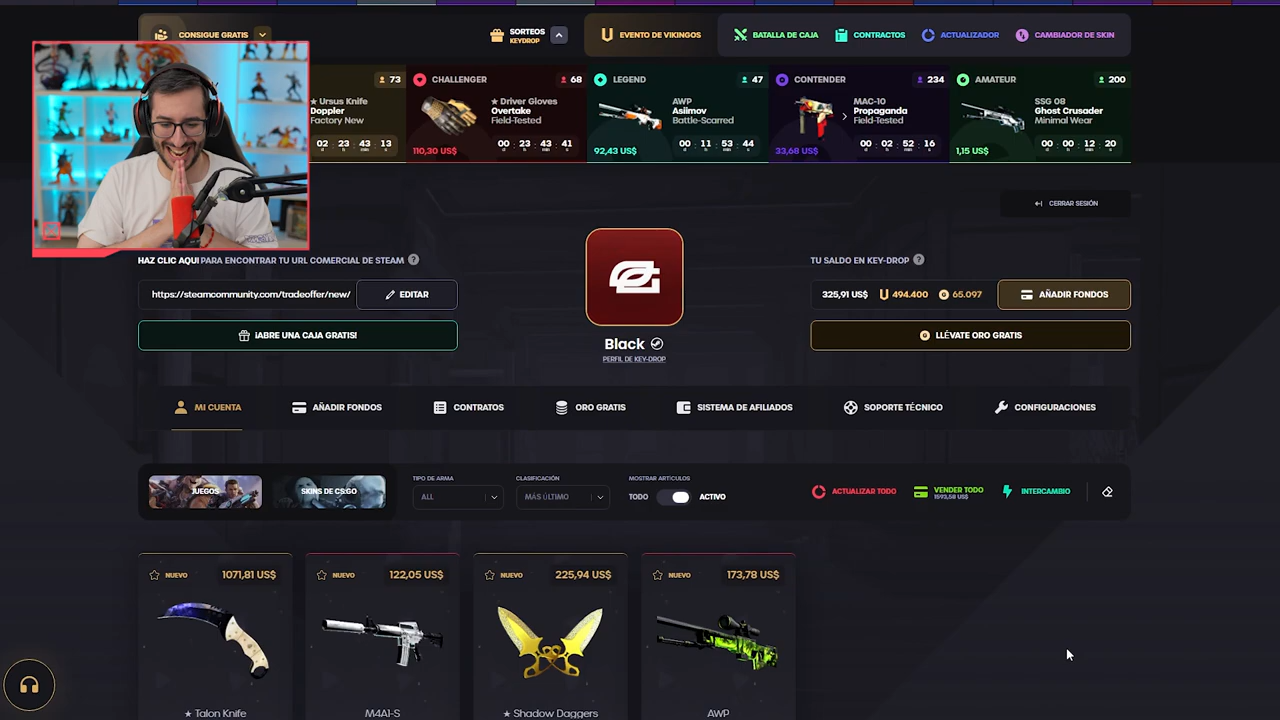 CONSIGUE GRATIS
SORTEOS
KEYDROP
EVENTO DE VIKINGOS
BATALLA DE CAJA
CONTRACTOS
ACTUALIZADOR
CAMBIADOR DE SKIN
73
★ Ursus Knife
Doppler
Factory New
02 : 23 : 43 : 13
CHALLENGER
68
★ Driver Gloves
Overtake
Field-Tested
110,30 US$
00 : 23 : 43 : 41
LEGEND
47
AWP
Asiimov
Battle-Scarred
92,43 US$
00 : 11 : 53 : 44
CONTENDER
234
MAC-10
Propaganda
Field-Tested
33,68 US$
00 : 02 : 52 : 16
AMATEUR
200
SSG 08
Ghost Crusader
Minimal Wear
1,15 US$
00 : 00 : 12 : 20
CERRAR SESIÓN
HAZ CLIC AQUI PARA ENCONTRAR TU URL COMERCIAL DE STEAM ?
https://steamcommunity.com/tradeoffer/new/
EDITAR
¡ABRE UNA CAJA GRATIS!
Black
PERFIL DE KEY-DROP
TU SALDO EN KEY-DROP ?
325,91 US$ 494.400 65.097
AÑADIR FONDOS
LLÉVATE ORO GRATIS
MI CUENTA
AÑADIR FONDOS
CONTRATOS
ORO GRATIS
SISTEMA DE AFILIADOS
SOPORTE TÉCNICO
CONFIGURACIONES
JUEGOS
SKINS DE CS:GO
TIPO DE ARMA
ALL
CLASIFICACIÓN
MÁS ÚLTIMO
MOSTRAR ARTICULOS
TODO
ACTIVO
ACTUALIZAR TODO
VENDER TODO
1593,58 US$
INTERCAMBIO
NUEVO 1071,81 US$
★ Talon Knife
NUEVO 122,05 US$
M4A1-S
NUEVO 225,94 US$
★ Shadow Daggers
NUEVO 173,78 US$
AWP